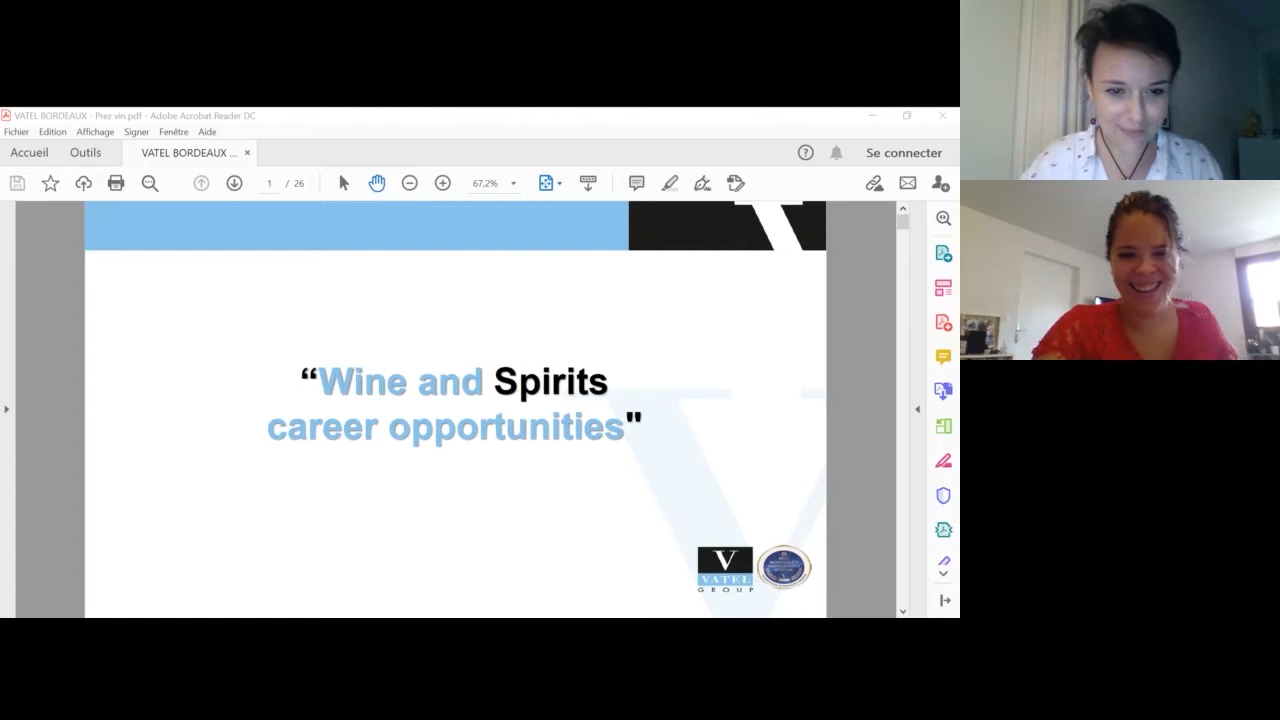 VATEL BORDEAUX - Prez vin.pdf - Adobe Acrobat Reader DC
Fichier Edition Affichage Signer Fenêtre Aide
Accueil Outils VATEL BORDEAUX ... × Se connecter
1 / 26 67,2%
“Wine and Spirits
career opportunities"
V
VATEL
GROUP